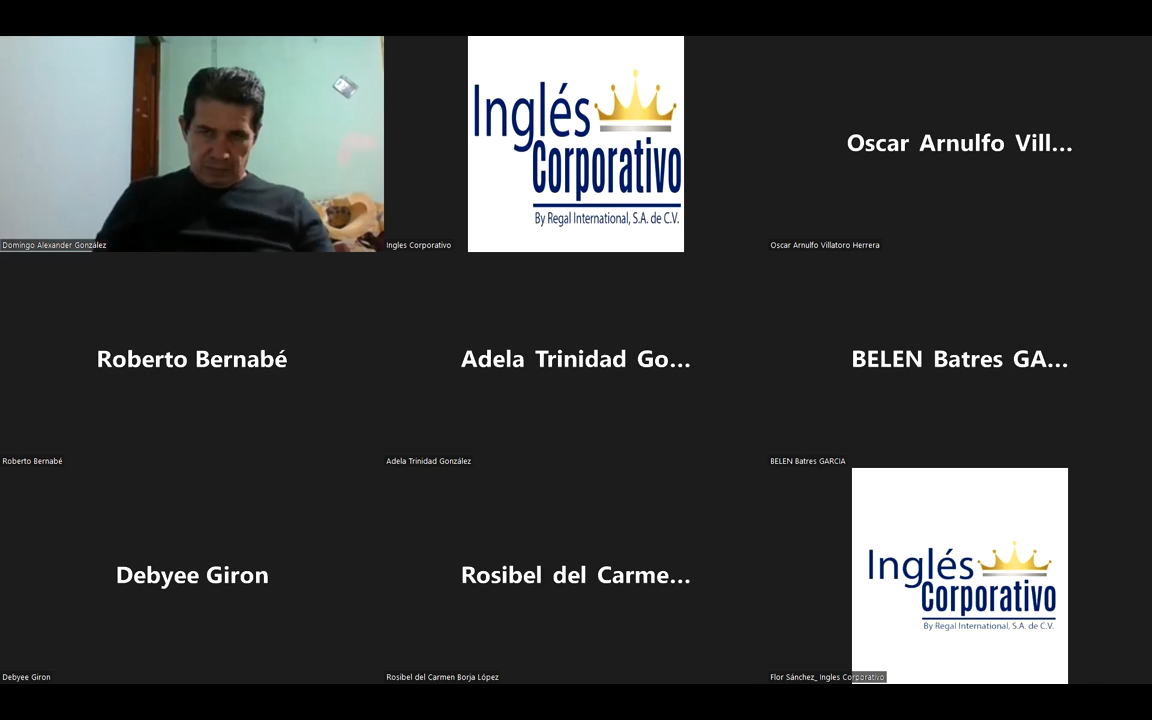 Domingo Alexander González
Inglés
Corporativo
By Regal International, S.A. de C.V.
Ingles Corporativo
Oscar Arnulfo Vill...
Oscar Arnulfo Villatoro Herrera
Roberto Bernabé
Roberto Bernabé
Adela Trinidad Go...
Adela Trinidad González
BELEN Batres GA...
BELEN Batres GARCIA
Debyee Giron
Debyee Giron
Rosibel del Carme...
Rosibel del Carmen Borja López
Inglés
Corporativo
By Regal International, S.A. de C.V.
Flor Sánchez_ Ingles Corporativo